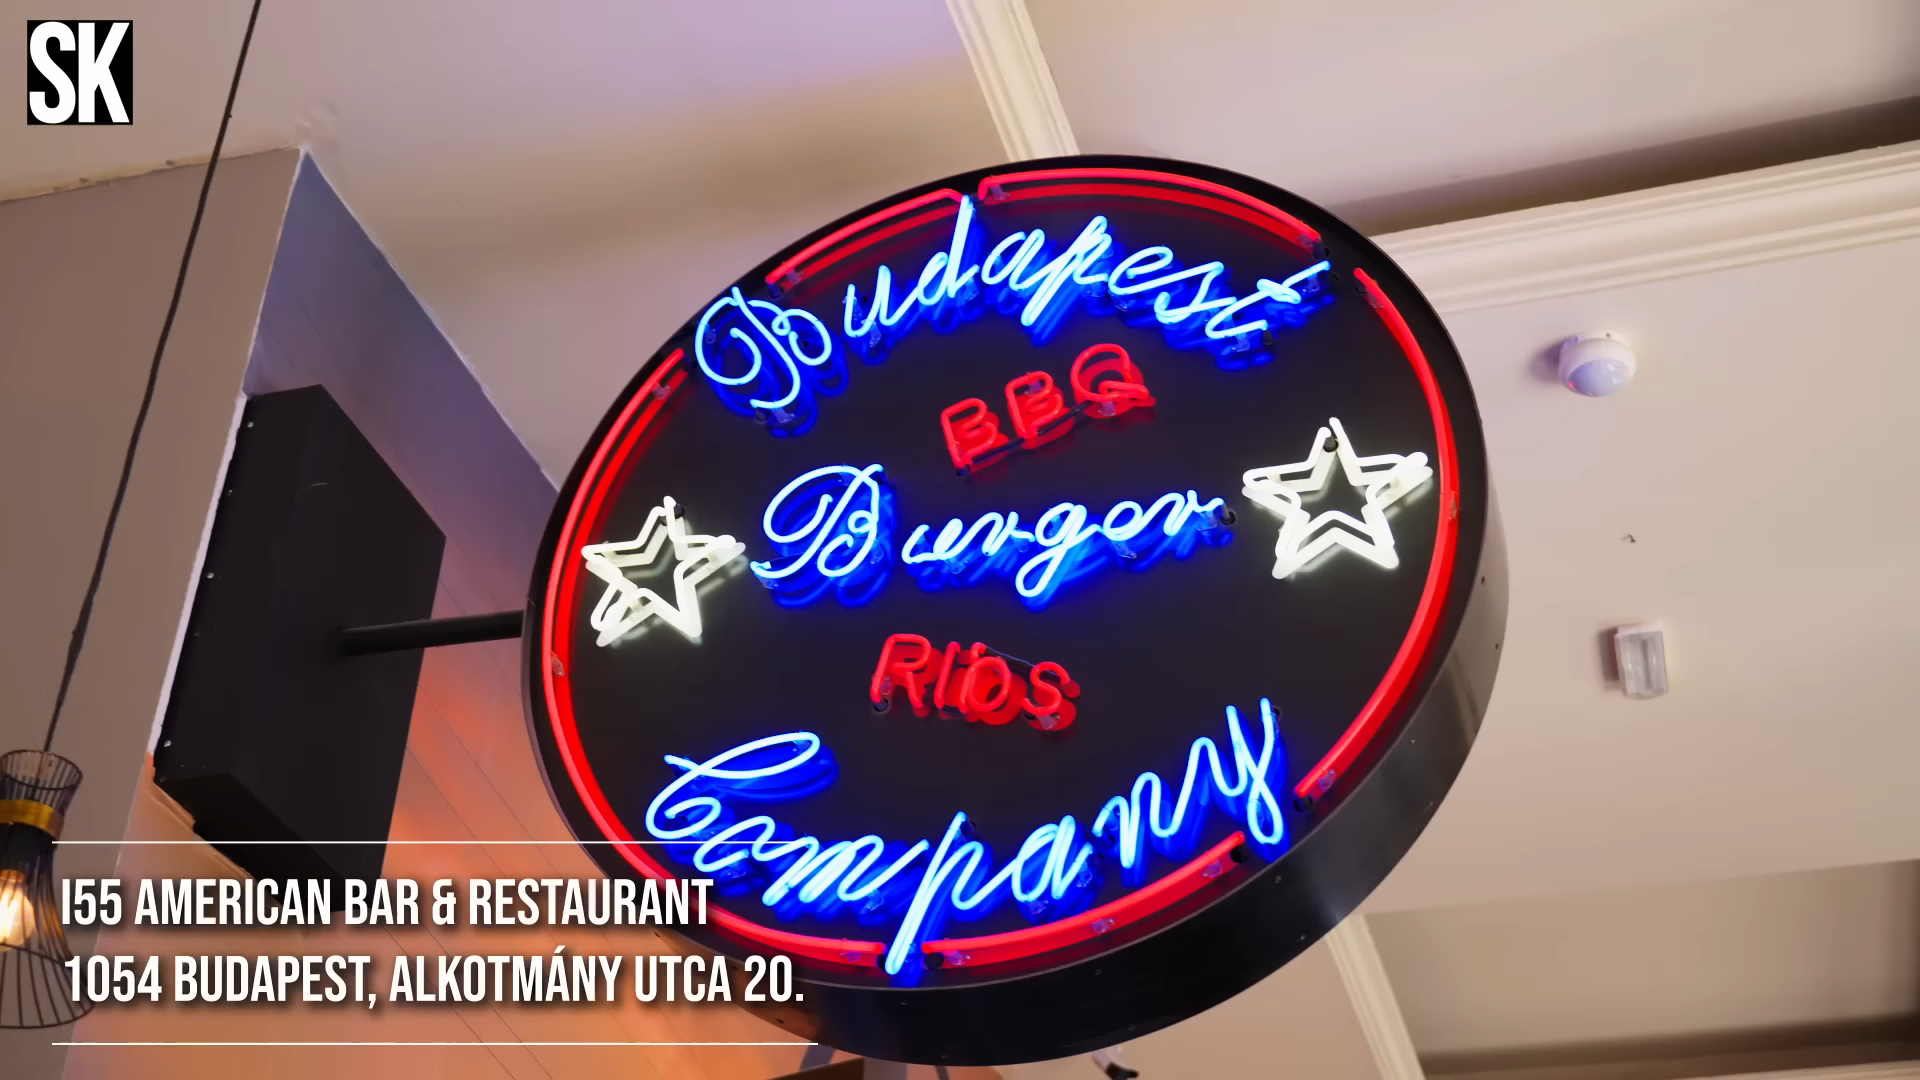 SK
Budapest
BBQ
Burger
Ribs
Company
I55 AMERICAN BAR & RESTAURANT
1054 BUDAPEST, ALKOTMÁNY UTCA 20.